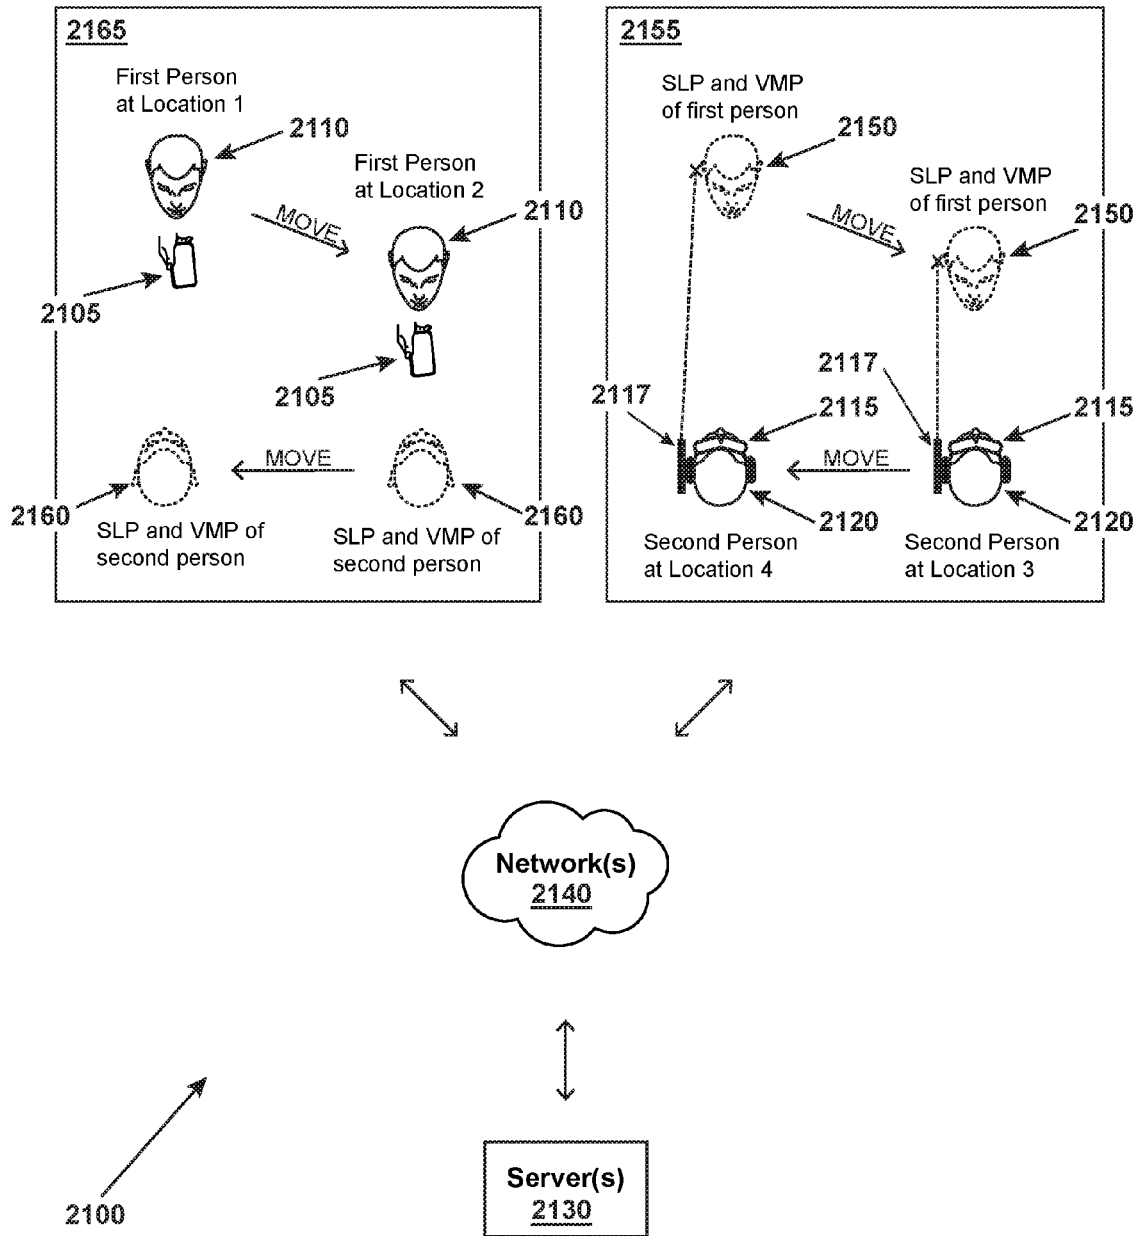 2165
First Person
at Location 1
2110
First Person
at Location 2
2110
MOVE
2105
2105
MOVE
2160
2160
SLP and VMP of
second person
SLP and VMP of
second person
2155
SLP and VMP
of first person
2150
SLP and VMP
of first person
2150
MOVE
2117
2117
2115
2115
MOVE
2120
2120
Second Person
at Location 4
Second Person
at Location 3
Network(s)
2140
Server(s)
2130
2100